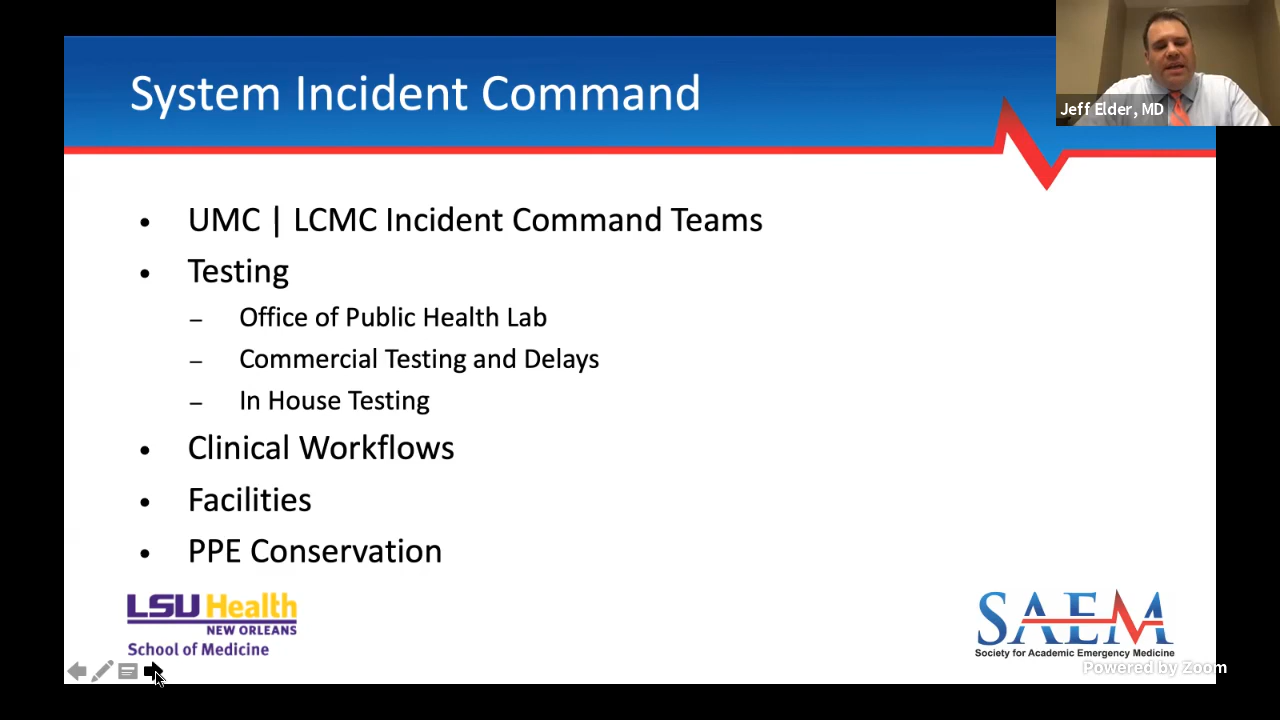 System Incident Command
Jeff Elder, MD
• UMC | LCMC Incident Command Teams
• Testing
– Office of Public Health Lab
– Commercial Testing and Delays
– In House Testing
• Clinical Workflows
• Facilities
• PPE Conservation
LSU Health
NEW ORLEANS
School of Medicine
SAEM
Society for Academic Emergency Medicine
Powered by Zoom